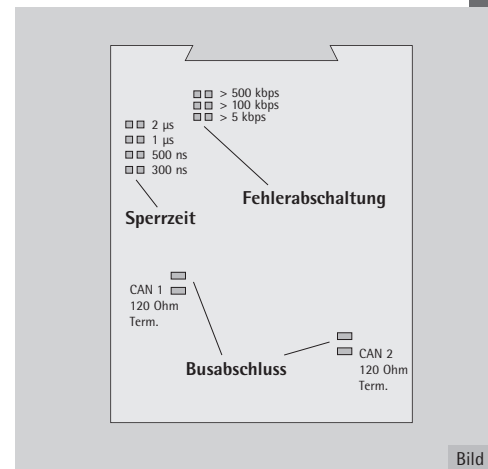 > 500 kbps
> 100 kbps
> 5 kbps
2 µs
1 µs
500 ns
300 ns
Fehlerabschaltung
Sperrzeit
CAN 1
120 Ohm
Term.
Busabschluss
CAN 2
120 Ohm
Term.
Bild